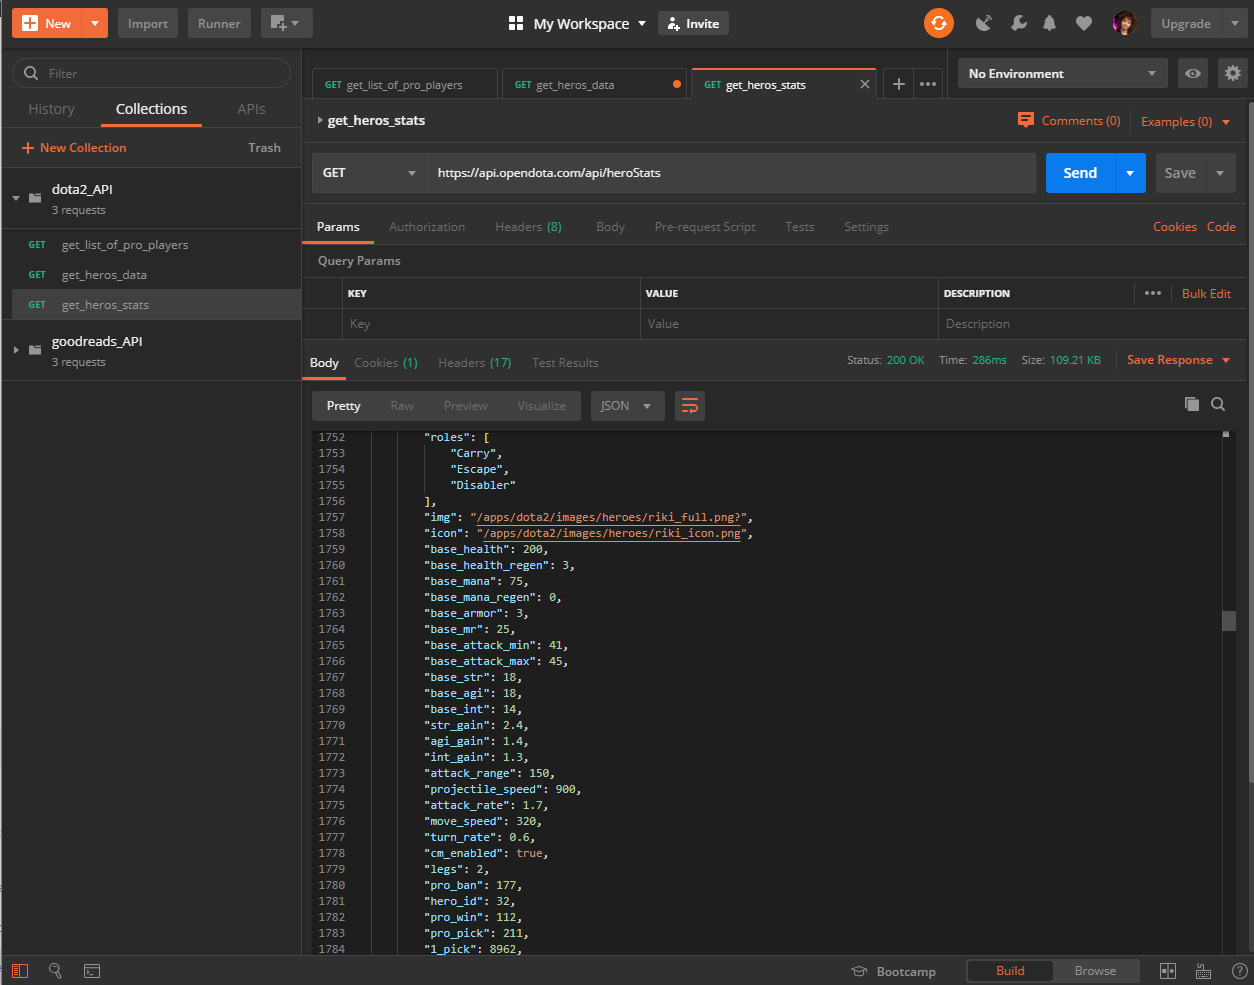 New
Import
Runner
My Workspace
Invite
Upgrade
Filter
History
Collections
APIs
New Collection
Trash
dota2_API
3 requests
GET get_list_of_pro_players
GET get_heros_data
GET get_heros_stats
goodreads_API
3 requests
GET get_list_of_pro_players
GET get_heros_data
GET get_heros_stats
No Environment
get_heros_stats
Comments (0)
Examples (0)
GET
https://api.opendota.com/api/heroStats
Send
Save
Params
Authorization
Headers (8)
Body
Pre-request Script
Tests
Settings
Cookies
Code
Query Params
KEY
VALUE
DESCRIPTION
Bulk Edit
Key
Value
Description
Body
Cookies (1)
Headers (17)
Test Results
Status: 200 OK
Time: 286ms
Size: 109.21 KB
Save Response
Pretty
Raw
Preview
Visualize
JSON
1752 "roles": [
1753 "Carry",
1754 "Escape",
1755 "Disabler"
1756 ],
1757 "img": "/apps/dota2/images/heroes/riki_full.png?",
1758 "icon": "/apps/dota2/images/heroes/riki_icon.png",
1759 "base_health": 200,
1760 "base_health_regen": 3,
1761 "base_mana": 75,
1762 "base_mana_regen": 0,
1763 "base_armor": 3,
1764 "base_mr": 25,
1765 "base_attack_min": 41,
1766 "base_attack_max": 45,
1767 "base_str": 18,
1768 "base_agi": 18,
1769 "base_int": 14,
1770 "str_gain": 2.4,
1771 "agi_gain": 1.4,
1772 "int_gain": 1.3,
1773 "attack_range": 150,
1774 "projectile_speed": 900,
1775 "attack_rate": 1.7,
1776 "move_speed": 320,
1777 "turn_rate": 0.6,
1778 "cm_enabled": true,
1779 "legs": 2,
1780 "pro_ban": 177,
1781 "hero_id": 32,
1782 "pro_win": 112,
1783 "pro_pick": 211,
1784 "1_pick": 8962,
Bootcamp
Build
Browse